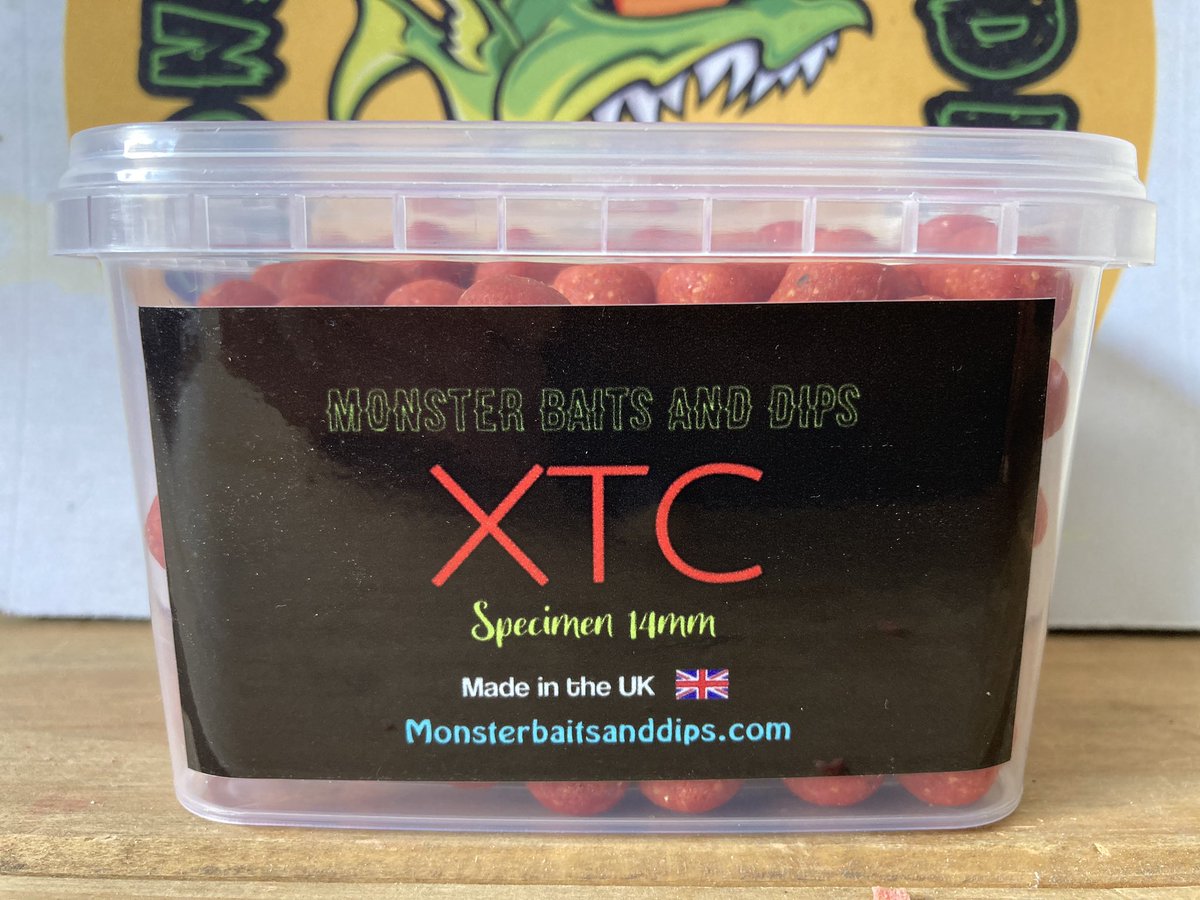 MONSTER BAITS AND DIPS
XTC
Specimen 14mm
Made in the UK
Monsterbaitsanddips.com